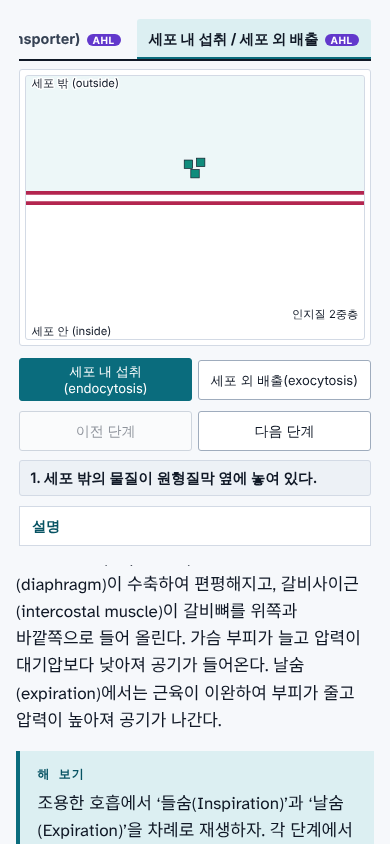 nsporter) AHL 세포 내 섭취 / 세포 외 배출 AHL
세포 밖 (outside)
인지질 2중층
세포 안 (inside)
세포 내 섭취
(endocytosis)
세포 외 배출(exocytosis)
이전 단계
다음 단계
1. 세포 밖의 물질이 원형질막 옆에 놓여 있다.
설명
(diaphragm)이 수축하여 편평해지고, 갈비사이근
(intercostal muscle)이 갈비뼈를 위쪽과
바깥쪽으로 들어 올린다. 가슴 부피가 늘고 압력이
대기압보다 낮아져 공기가 들어온다. 날숨
(expiration)에서는 근육이 이완하여 부피가 줄고
압력이 높아져 공기가 나간다.
해 보기
조용한 호흡에서 ‘들숨(Inspiration)’과 ‘날숨
(Expiration)’을 차례로 재생하자. 각 단계에서